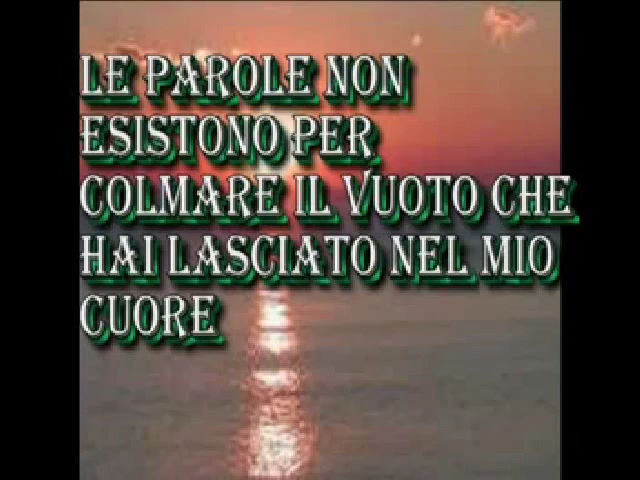 LE PAROLE NON
ESISTONO PER
COLMARE IL VUOTO CHE
HAI LASCIATO NEL MIO
CUORE